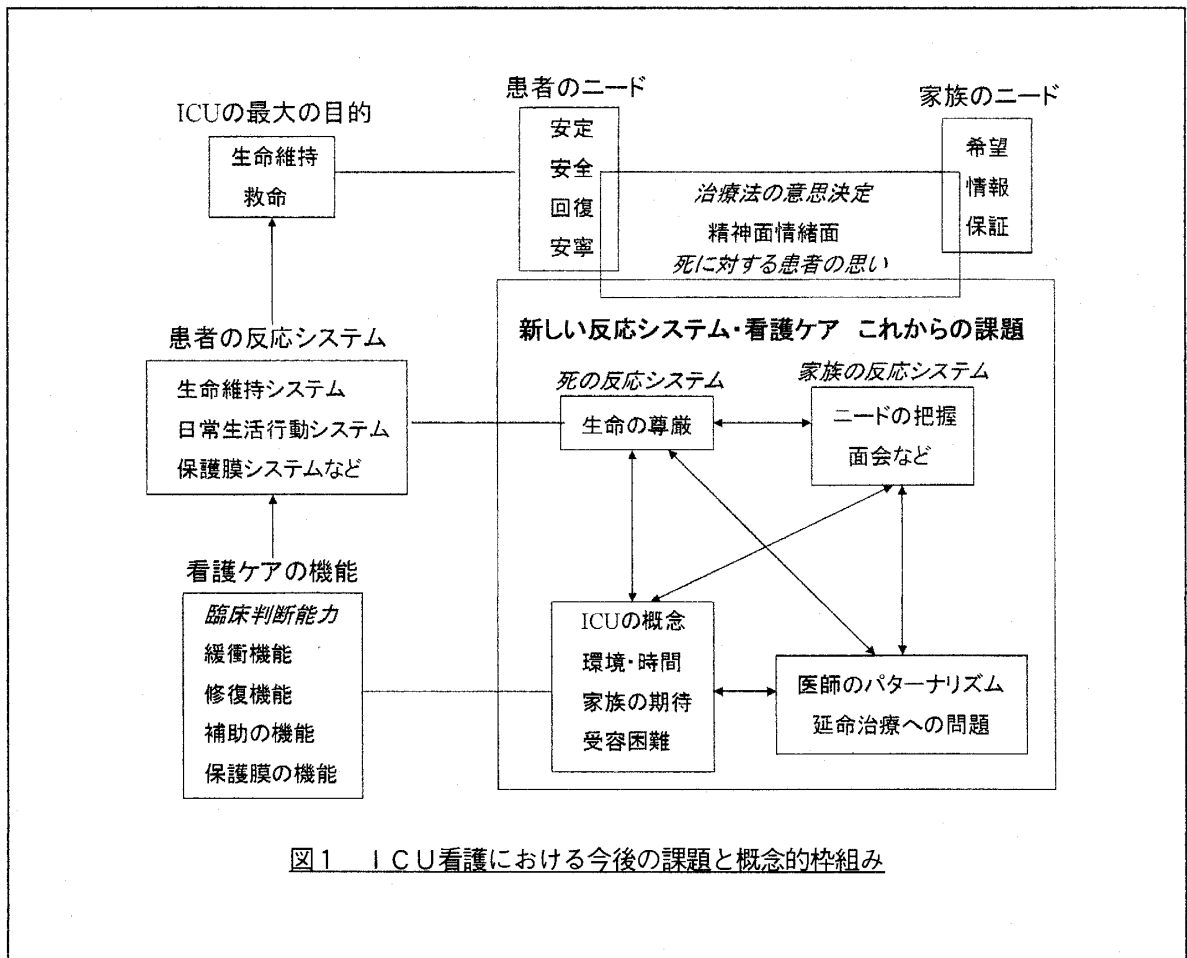 ICUの最大の目的
生命維持
救命
患者のニード
安定
安全
回復
安寧
家族のニード
希望
情報
保証
治療法の意思決定
精神面情緒面
死に対する患者の思い
患者の反応システム
生命維持システム
日常生活行動システム
保護膜システムなど
新しい反応システム・看護ケア これからの課題
死の反応システム
生命の尊厳
家族の反応システム
ニードの把握
面会など
看護ケアの機能
臨床判断能力
緩衝機能
修復機能
補助の機能
保護膜の機能
ICUの概念
環境・時間
家族の期待
受容困難
医師のパターナリズム
延命治療への問題
図1 ICU看護における今後の課題と概念的枠組み